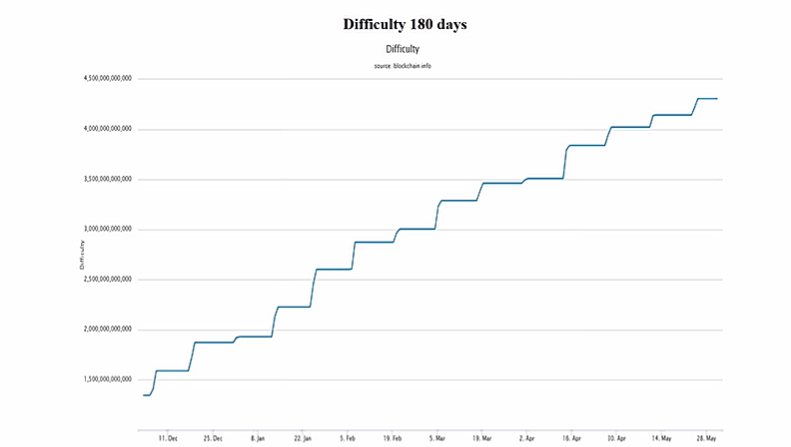 Difficulty 180 days
Difficulty
source: blockchain.info
4,500,000,000,000
4,000,000,000,000
3,500,000,000,000
3,000,000,000,000
2,500,000,000,000
2,000,000,000,000
1,500,000,000,000
Difficulty
11. Dec 25. Dec 8. Jan 22. Jan 5. Feb 19. Feb 5. Mar 19. Mar 2. Apr 16. Apr 30. Apr 14. May 28. May